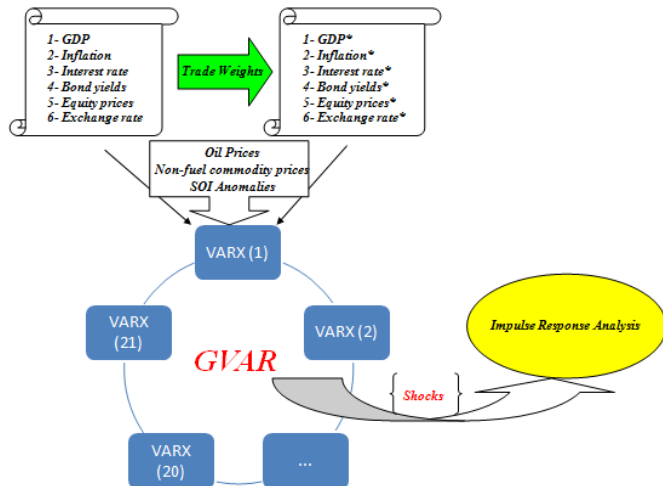 1- GDP
2- Inflation
3- Interest rate
4- Bond yields
5- Equity prices
6- Exchange rate
Trade Weights
1- GDP*
2- Inflation*
3- Interest rate*
4- Bond yields*
5- Equity prices*
6- Exchange rate*
Oil Prices
Non-fuel commodity prices
SOI Anomalies
VARX (1)
VARX
(21)
VARX (2)
GVAR
Impulse Response Analysis
Shocks
VARX
(20)
...